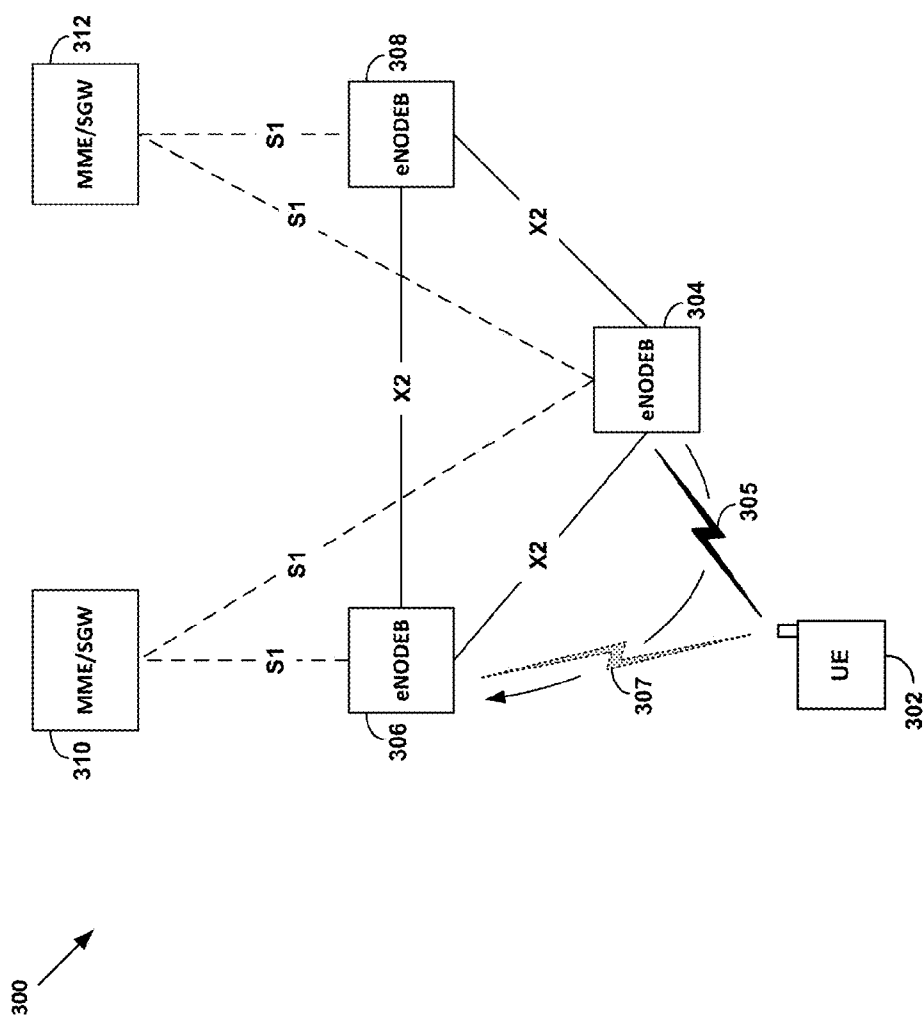 300
310
MME/SGW
312
MME/SGW
S1
S1
S1
S1
306
eNODEB
308
eNODEB
X2
X2
X2
304
eNODEB
305
307
302
UE